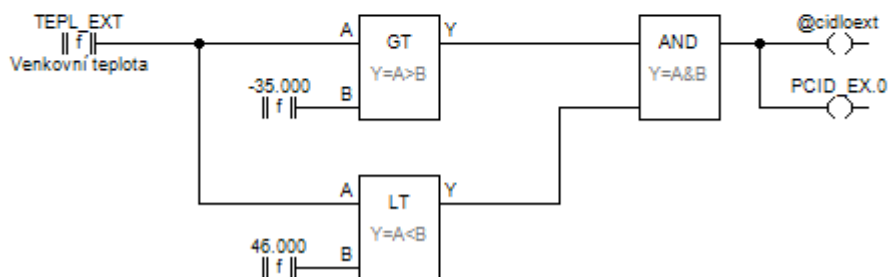 TEPL_EXT
f
Venkovní teplota
A
GT
Y=A>B
Y
-35.000
f
B
AND
Y=A&B
@cidloext
PCID_EX.0
A
LT
Y=A<B
Y
46.000
f
B